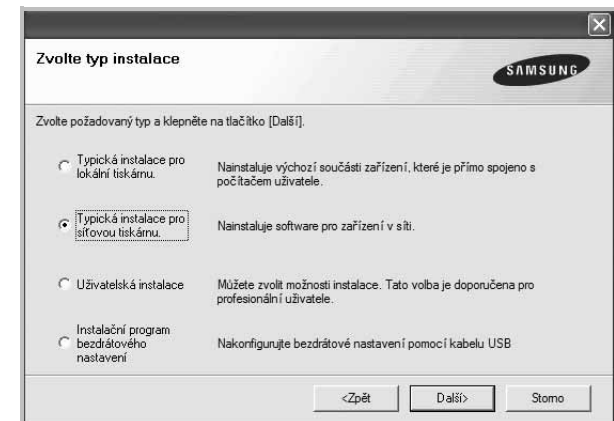 Zvolte typ instalace
SAMSUNG
Zvolte požadovaný typ a klepněte na tlačítko [Další].
Typická instalace pro
lokální tiskárnu.
Nainstaluje výchozí součásti zařízení, které je přímo spojeno s
počítačem uživatele.
Typická instalace pro
síťovou tiskárnu.
Nainstaluje software pro zařízení v síti.
Uživatelská instalace
Můžete zvolit možnosti instalace. Tato volba je doporučena pro
profesionální uživatele.
Instalační program
bezdrátového
nastavení
Nakonfigurujte bezdrátové nastavení pomocí kabelu USB
<Zpět
Další>
Storno